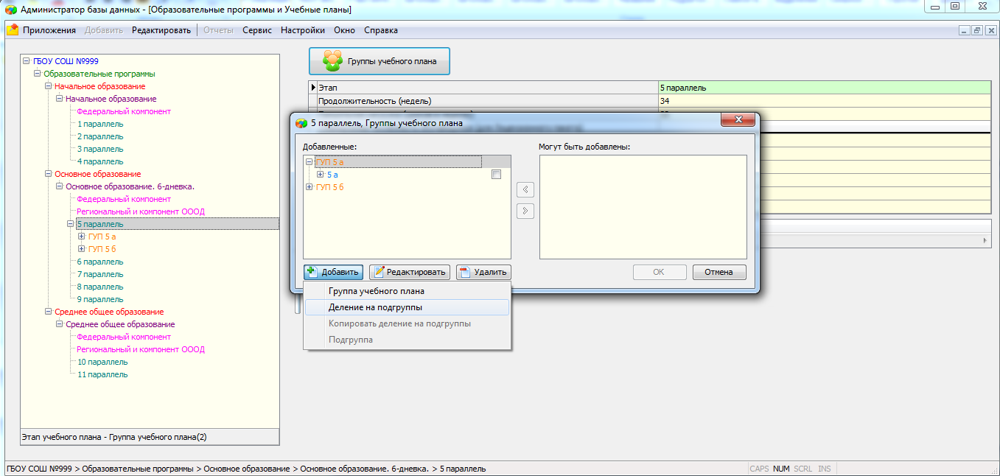 Администратор базы данных - [Образовательные программы и Учебные планы]
Приложения Добавить Редактировать Отчеты Сервис Настройки Окно Справка
ГБОУ СОШ №999
Образовательные программы
Начальное образование
Начальное образование
Федеральный компонент
1 параллель
2 параллель
3 параллель
4 параллель
Основное образование
Основное образование. 6-дневка.
Федеральный компонент
Региональный и компонент ОООД
5 параллель
ГУП 5 а
ГУП 5 б
6 параллель
7 параллель
8 параллель
9 параллель
Среднее общее образование
Среднее общее образование
Федеральный компонент
Региональный и компонент ОООД
10 параллель
11 параллель
Этап учебного плана - Группа учебного плана(2)
Группы учебного плана
Этап 5 параллель
Продолжительность (недель) 34
5 параллель, Группы учебного плана
Добавленные:
ГУП 5 а
5 а
ГУП 5 б
Могут быть добавлены:
Добавить Редактировать Удалить
OK Отмена
Группа учебного плана
Деление на подгруппы
Копировать деление на подгруппы
Подгруппа
ГБОУ СОШ №999 > Образовательные программы > Основное образование > Основное образование. 6-дневка. > 5 параллель
CAPS NUM SCRL INS